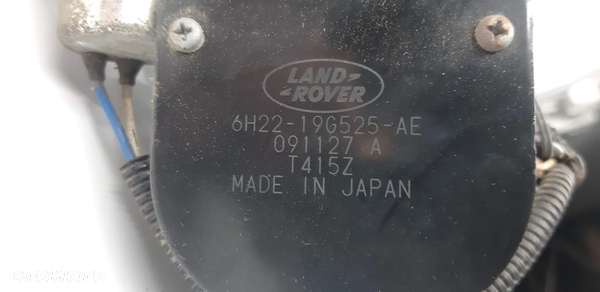 LAND-
ROVER
6H22-19G525-AE
091127 A
T415Z
MADE IN JAPAN